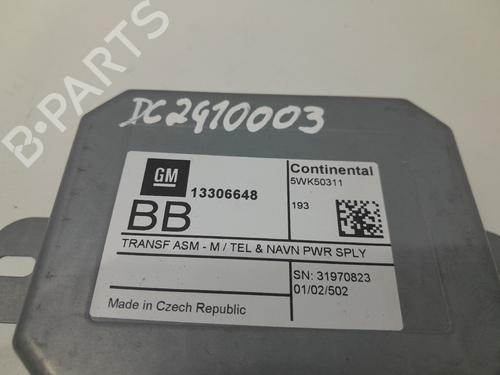 DC2910003
GM
13306648
BB
Continental
5WK50311
193
TRANSF ASM - M / TEL & NAVN PWR SPLY
SN: 31970823
01/02/502
Made in Czech Republic
B-PARTS